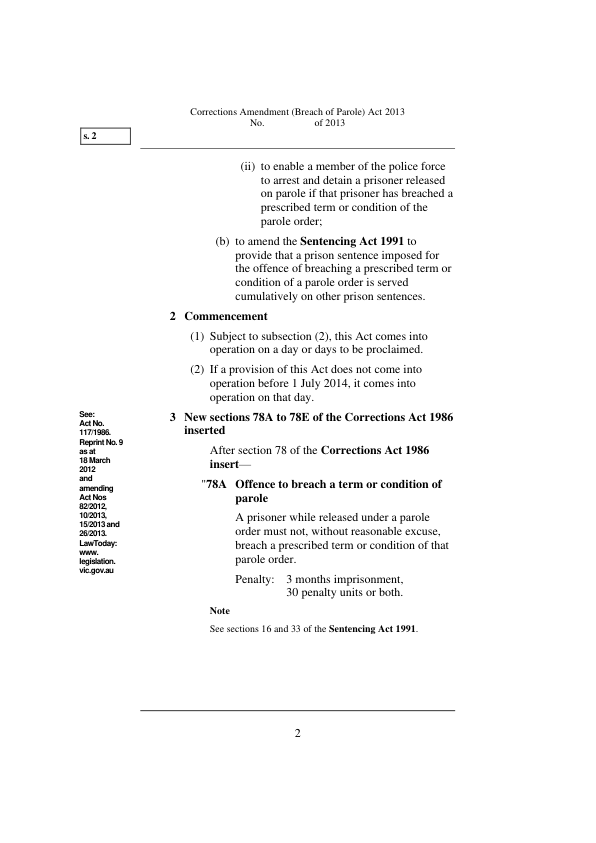 Corrections Amendment (Breach of Parole) Act 2013
No. of 2013
s. 2
(ii) to enable a member of the police force
to arrest and detain a prisoner released
on parole if that prisoner has breached a
prescribed term or condition of the
parole order;
(b) to amend the Sentencing Act 1991 to
provide that a prison sentence imposed for
the offence of breaching a prescribed term or
condition of a parole order is served
cumulatively on other prison sentences.
2 Commencement
(1) Subject to subsection (2), this Act comes into
operation on a day or days to be proclaimed.
(2) If a provision of this Act does not come into
operation before 1 July 2014, it comes into
operation on that day.
See:
Act No.
117/1986.
Reprint No. 9
as at
18 March
2012
and
amending
Act Nos
82/2012,
10/2013,
15/2013 and
26/2013.
LawToday:
www.
legislation.
vic.gov.au
3 New sections 78A to 78E of the Corrections Act 1986
inserted
After section 78 of the Corrections Act 1986
insert—
"78A Offence to breach a term or condition of
parole
A prisoner while released under a parole
order must not, without reasonable excuse,
breach a prescribed term or condition of that
parole order.
Penalty: 3 months imprisonment,
30 penalty units or both.
Note
See sections 16 and 33 of the Sentencing Act 1991.
2